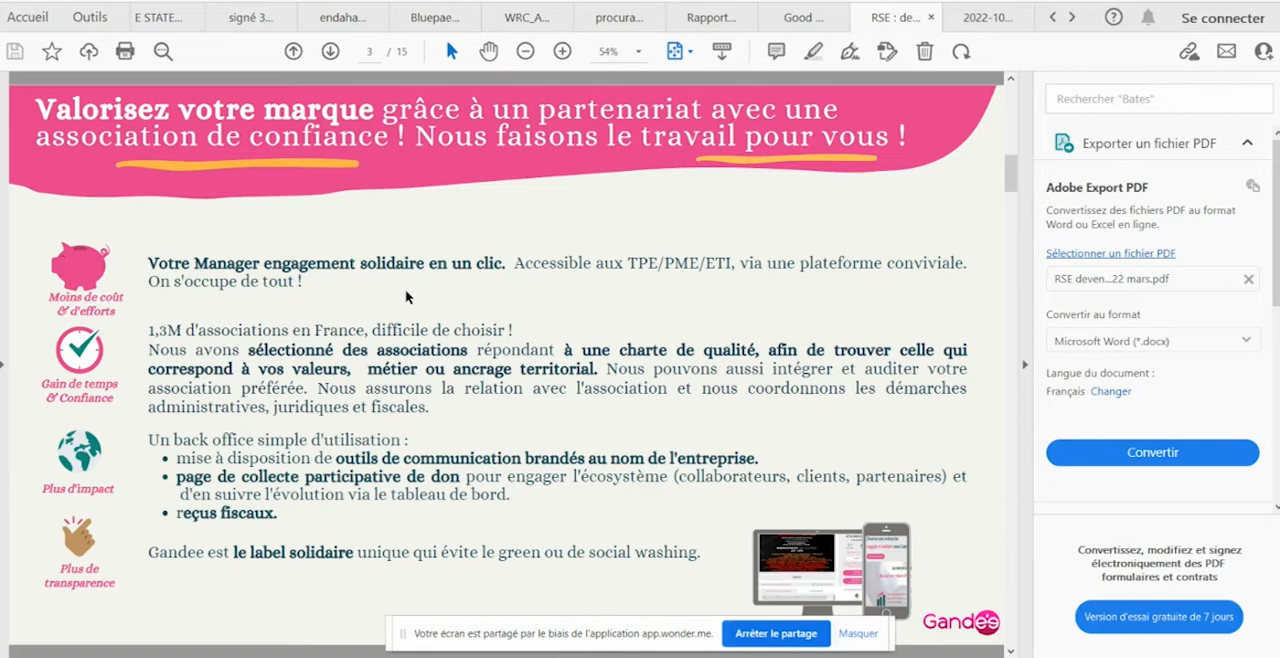 Accueil Outils E STATE... signé 3... endaha... Bluepae... WRC_A... procura... Rapport... Good ... RSE : de... × 2022-10... Se connecter
3 / 15 54%
Valorisez votre marque grâce à un partenariat avec une
association de confiance ! Nous faisons le travail pour vous !
Moins de coût
& d'efforts
Votre Manager engagement solidaire en un clic. Accessible aux TPE/PME/ETI, via une plateforme conviviale.
On s'occupe de tout !
Gain de temps
& Confiance
1,3M d'associations en France, difficile de choisir !
Nous avons sélectionné des associations répondant à une charte de qualité, afin de trouver celle qui
correspond à vos valeurs, métier ou ancrage territorial. Nous pouvons aussi intégrer et auditer votre
association préférée. Nous assurons la relation avec l'association et nous coordonnons les démarches
administratives, juridiques et fiscales.
Plus d'impact
Un back office simple d'utilisation :
• mise à disposition de outils de communication brandés au nom de l'entreprise.
• page de collecte participative de don pour engager l'écosystème (collaborateurs, clients, partenaires) et
d'en suivre l'évolution via le tableau de bord.
• reçus fiscaux.
Plus de
transparence
Gandee est le label solidaire unique qui évite le green ou de social washing.
Gandee
Votre écran est partagé par le biais de l'application app.wonder.me. Arrêter le partage Masquer
Rechercher "Bates"
Exporter un fichier PDF
Adobe Export PDF
Convertissez des fichiers PDF au format
Word ou Excel en ligne.
Sélectionner un fichier PDF
RSE deven...22 mars.pdf
Convertir au format
Microsoft Word (*.docx)
Langue du document :
Français Changer
Convertir
Convertissez, modifiez et signez
électroniquement des PDF
formulaires et contrats
Version d'essai gratuite de 7 jours